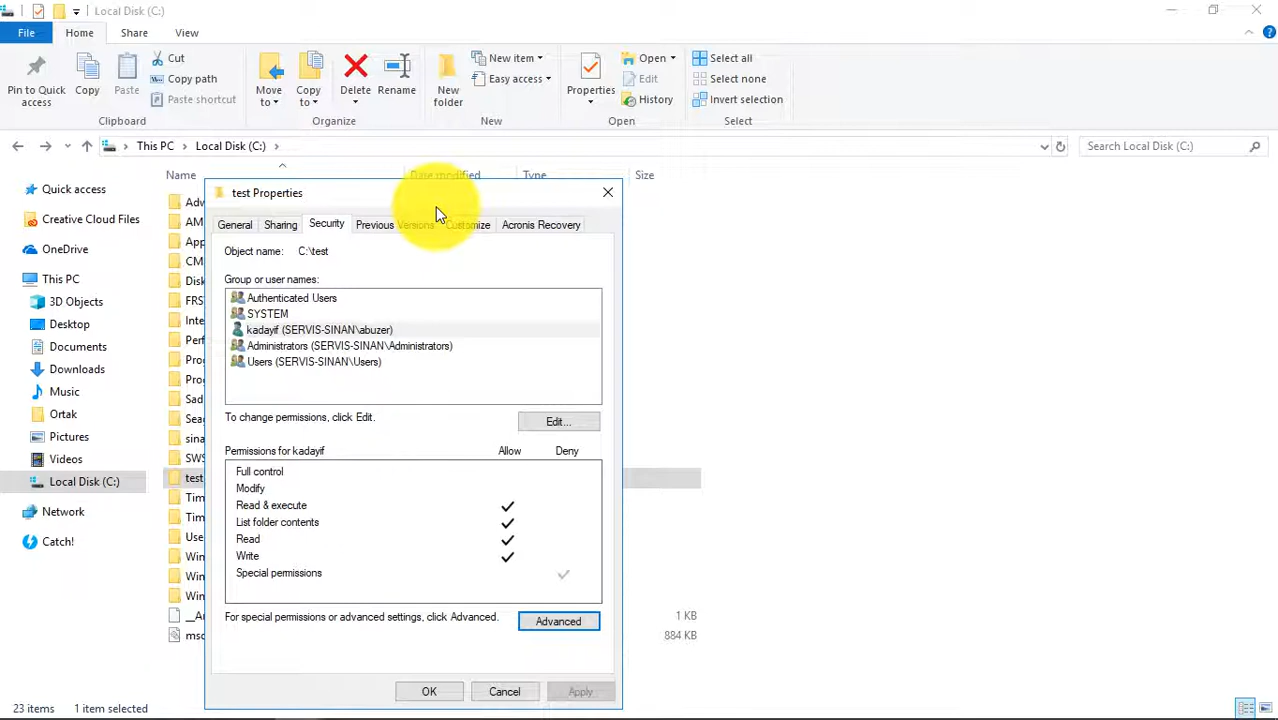 Local Disk (C:)
File Home Share View
Pin to Quick access
Copy
Paste
Cut
Copy path
Paste shortcut
Clipboard
Move to
Copy to
Delete
Rename
Organize
New folder
New item
Easy access
New
Properties
Open
Edit
History
Open
Select all
Select none
Invert selection
Select
This PC > Local Disk (C:) >
Search Local Disk (C:)
Name Date modified Type Size
Quick access
Creative Cloud Files
OneDrive
This PC
3D Objects
Desktop
Documents
Downloads
Music
Ortak
Pictures
Videos
Local Disk (C:)
Network
Catch!
test
1 KB
884 KB
test Properties
General Sharing Security Previous Versions Customize Acronis Recovery
Object name: C:\test
Group or user names:
Authenticated Users
SYSTEM
kadayif (SERVIS-SINAN\abuzer)
Administrators (SERVIS-SINAN\Administrators)
Users (SERVIS-SINAN\Users)
To change permissions, click Edit.
Edit...
Permissions for kadayif Allow Deny
Full control
Modify
Read & execute
List folder contents
Read
Write
Special permissions
For special permissions or advanced settings, click Advanced.
Advanced
OK Cancel Apply
23 items 1 item selected